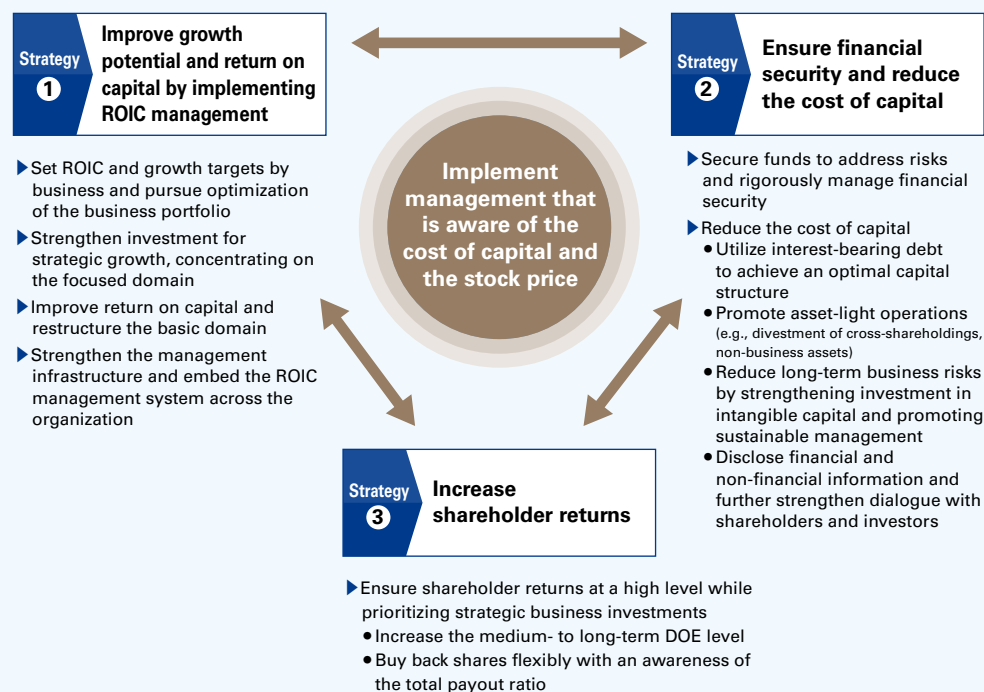 Strategy
1
Improve growth
potential and return on
capital by implementing
ROIC management
▶Set ROIC and growth targets by
business and pursue optimization
of the business portfolio
▶Strengthen investment for
strategic growth, concentrating on
the focused domain
▶Improve return on capital and
restructure the basic domain
▶Strengthen the management
infrastructure and embed the ROIC
management system across the
organization
Implement
management that
is aware of the
cost of capital and
the stock price
Strategy
2
Ensure financial
security and reduce
the cost of capital
▶Secure funds to address risks
and rigorously manage financial
security
▶Reduce the cost of capital
●Utilize interest-bearing debt
to achieve an optimal capital
structure
●Promote asset-light operations
(e.g., divestment of cross-shareholdings,
non-business assets)
●Reduce long-term business risks
by strengthening investment in
intangible capital and promoting
sustainable management
●Disclose financial and
non-financial information and
further strengthen dialogue with
shareholders and investors
Strategy
3
Increase
shareholder returns
▶Ensure shareholder returns at a high level while
prioritizing strategic business investments
●Increase the medium- to long-term DOE level
●Buy back shares flexibly with an awareness of
the total payout ratio